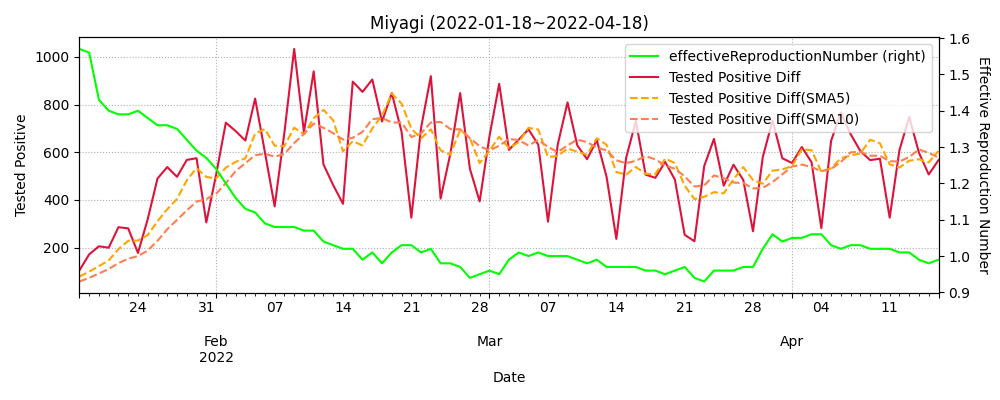 Miyagi (2022-01-18~2022-04-18)
effectiveReproductionNumber (right)
Tested Positive Diff
Tested Positive Diff(SMA5)
Tested Positive Diff(SMA10)
Tested Positive
1000
800
600
400
200
1.6
1.5
1.4
1.3
1.2
1.1
1.0
0.9
Effective Reproduction Number
24 31 07 14 21 28 07 14 21 28 04 11
Feb Mar Apr
2022
Date